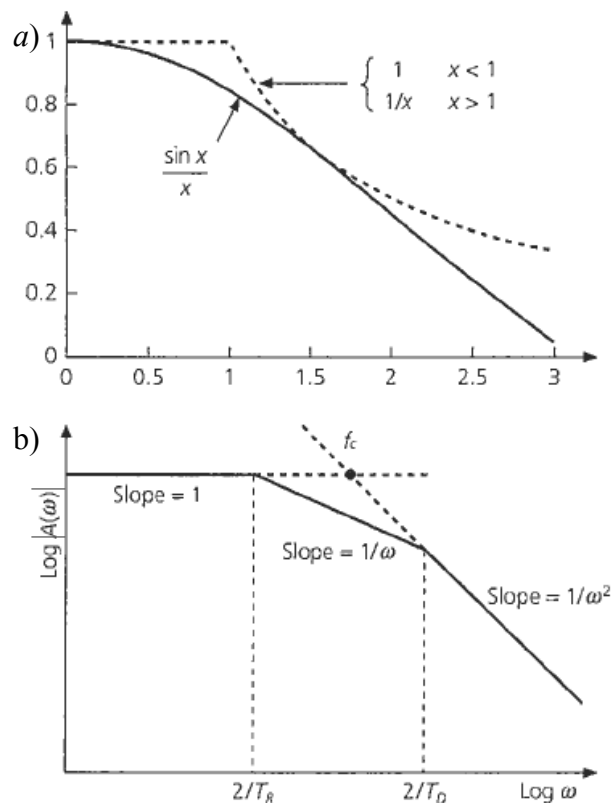 a)
1
0.8
0.6
0.4
0.2
0
1 x < 1
1/x x > 1
sin x
x
0 0.5 1 1.5 2 2.5 3
b)
Log |A(ω)|
f_c
Slope = 1
Slope = 1/ω
Slope = 1/ω²
2/T_R 2/T_D Log ω